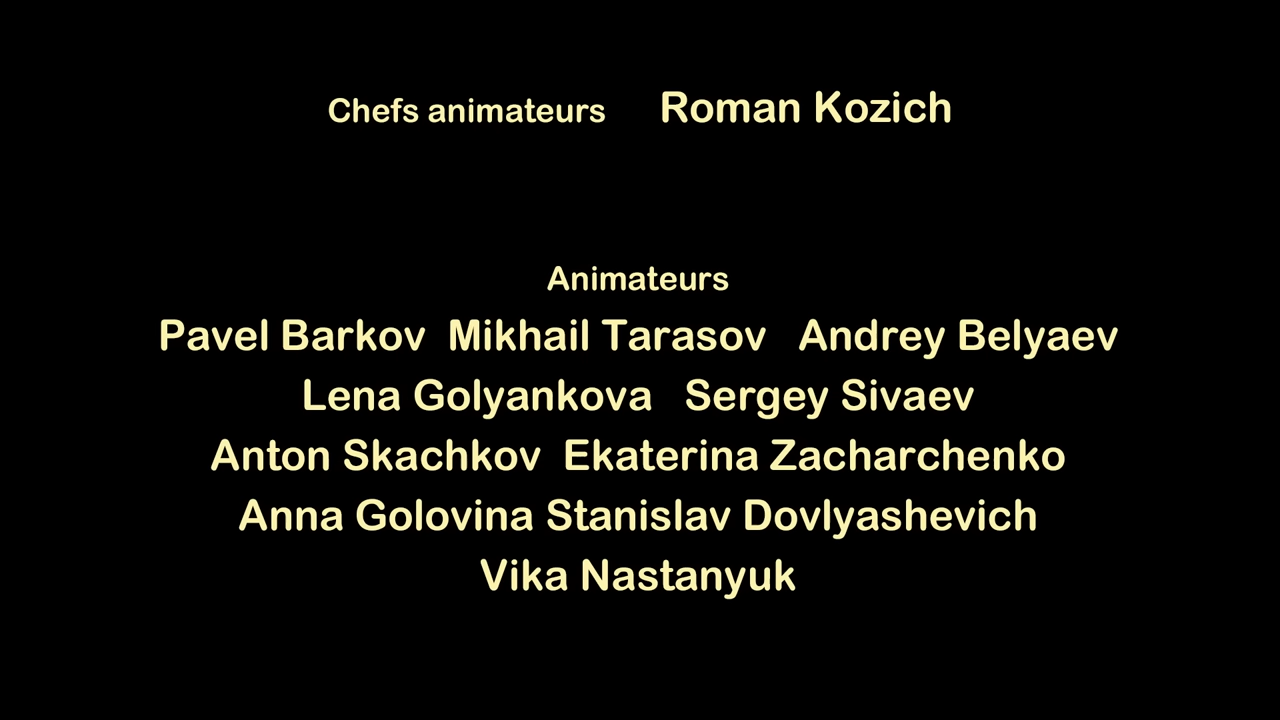 Chefs animateurs Roman Kozich
Animateurs
Pavel Barkov Mikhail Tarasov Andrey Belyaev
Lena Golyankova Sergey Sivaev
Anton Skachkov Ekaterina Zacharchenko
Anna Golovina Stanislav Dovlyashevich
Vika Nastanyuk